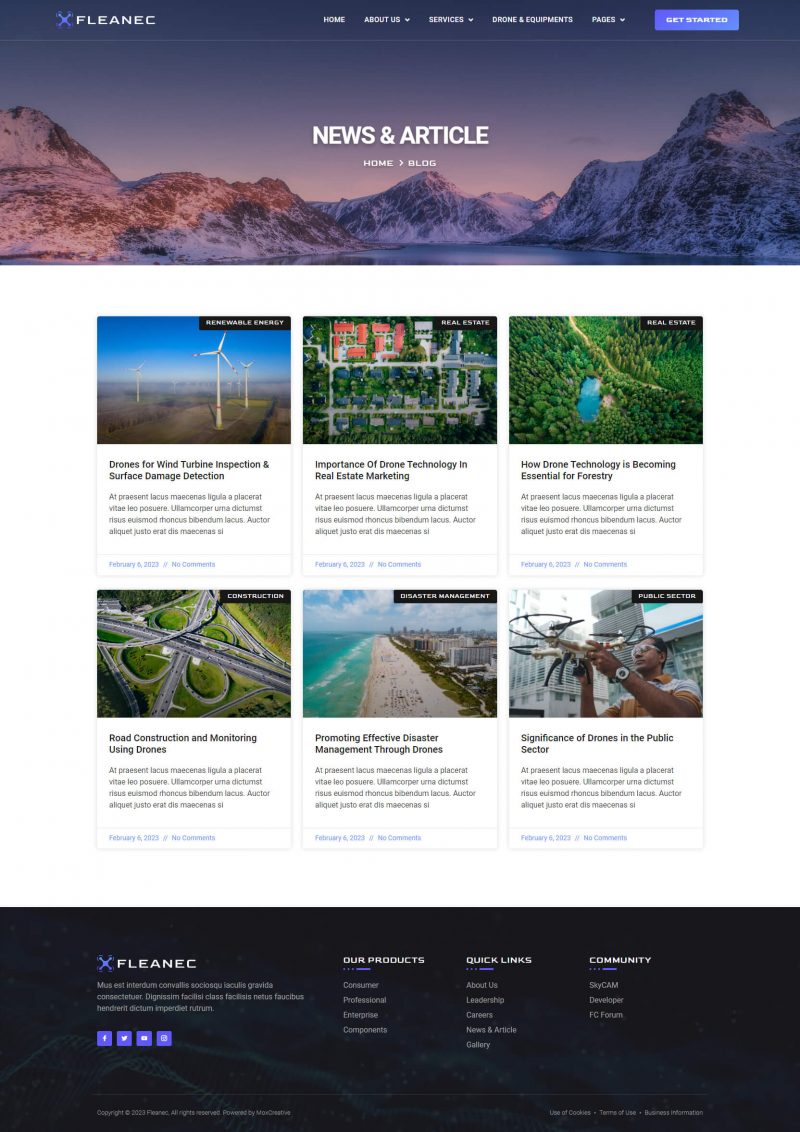 FLEANEC
HOME ABOUT US SERVICES DRONE & EQUIPMENTS PAGES GET STARTED
NEWS & ARTICLE
HOME > BLOG
RENEWABLE ENERGY
Drones for Wind Turbine Inspection &
Surface Damage Detection
At praesent lacus maecenas ligula a placerat
vitae leo posuere. Ullamcorper urna dictumst
risus euismod rhoncus bibendum lacus. Auctor
aliquet justo erat dis maecenas si
February 6, 2023 // No Comments
REAL ESTATE
Importance Of Drone Technology In
Real Estate Marketing
At praesent lacus maecenas ligula a placerat
vitae leo posuere. Ullamcorper urna dictumst
risus euismod rhoncus bibendum lacus. Auctor
aliquet justo erat dis maecenas si
February 6, 2023 // No Comments
REAL ESTATE
How Drone Technology is Becoming
Essential for Forestry
At praesent lacus maecenas ligula a placerat
vitae leo posuere. Ullamcorper urna dictumst
risus euismod rhoncus bibendum lacus. Auctor
aliquet justo erat dis maecenas si
February 6, 2023 // No Comments
CONSTRUCTION
Road Construction and Monitoring
Using Drones
At praesent lacus maecenas ligula a placerat
vitae leo posuere. Ullamcorper urna dictumst
risus euismod rhoncus bibendum lacus. Auctor
aliquet justo erat dis maecenas si
February 6, 2023 // No Comments
DISASTER MANAGEMENT
Promoting Effective Disaster
Management Through Drones
At praesent lacus maecenas ligula a placerat
vitae leo posuere. Ullamcorper urna dictumst
risus euismod rhoncus bibendum lacus. Auctor
aliquet justo erat dis maecenas si
February 6, 2023 // No Comments
PUBLIC SECTOR
Significance of Drones in the Public
Sector
At praesent lacus maecenas ligula a placerat
vitae leo posuere. Ullamcorper urna dictumst
risus euismod rhoncus bibendum lacus. Auctor
aliquet justo erat dis maecenas si
February 6, 2023 // No Comments
FLEANEC
Mus est interdum convallis sociosqu iaculis gravida
consectetuer. Dignissim facilisi class facilisis netus faucibus
hendrerit dictum imperdiet rutrum.
OUR PRODUCTS
Consumer
Professional
Enterprise
Components
QUICK LINKS
About Us
Leadership
Careers
News & Article
Gallery
COMMUNITY
SkyCAM
Developer
FC Forum
Copyright © 2023 Fleanec, All rights reserved. Powered by MoxCreative
Use of Cookies • Terms of Use • Business Information